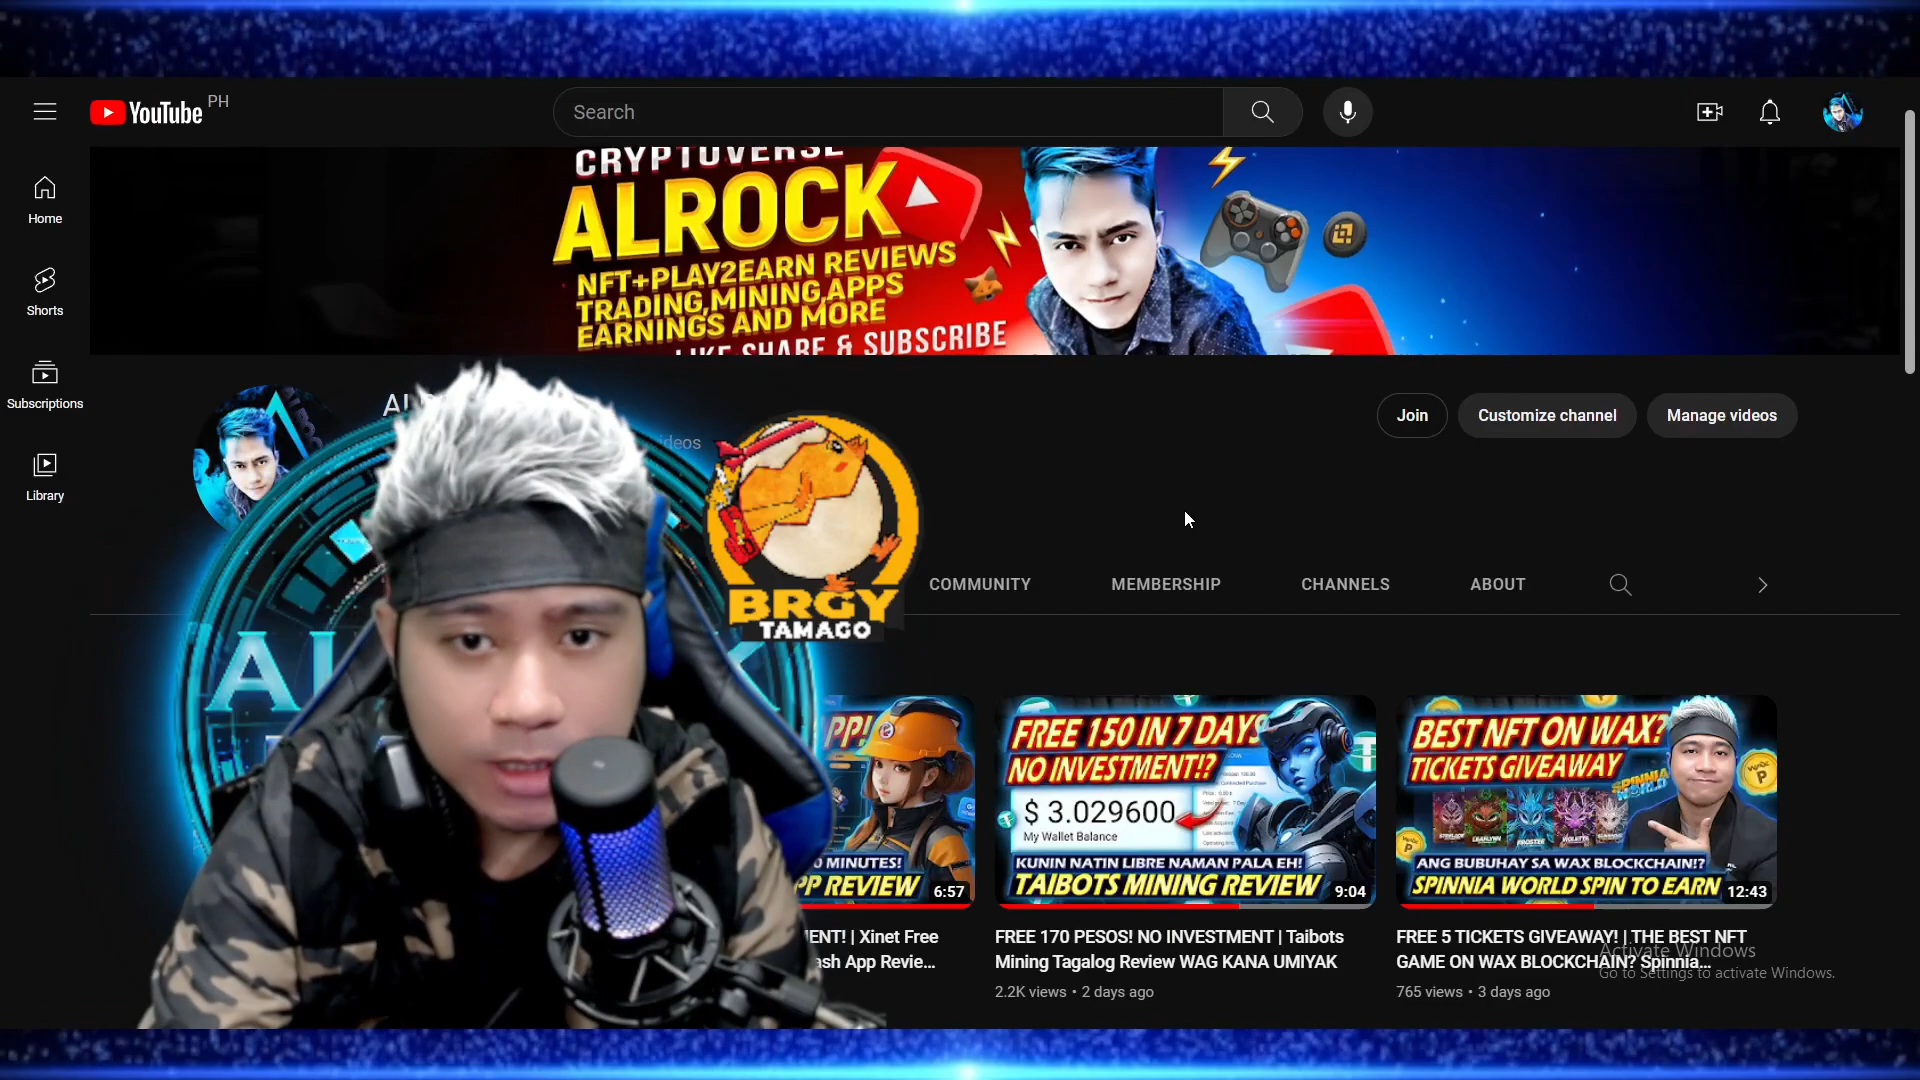 YouTube PH
Search
Home
Shorts
Subscriptions
Library
CRYPTOVERSE
ALROCK
NFT+PLAY2EARN REVIEWS
TRADING,MINING,APPS
EARNINGS AND MORE
LIKE SHARE & SUBSCRIBE
Join
Customize channel
Manage videos
BRGY
TAMAGO
COMMUNITY
MEMBERSHIP
CHANNELS
ABOUT
PP!
0 MINUTES!
PP REVIEW
6:57
FREE 150 IN 7 DAYS
NO INVESTMENT!?
$ 3.029600
My Wallet Balance
KUNIN NATIN LIBRE NAMAN PALA EH!
TAIBOTS MINING REVIEW
9:04
BEST NFT ON WAX?
TICKETS GIVEAWAY
SPINNIA
WORLD
ANG BUBUHAY SA WAX BLOCKCHAIN!?
SPINNIA WORLD SPIN TO EARN
12:43
ENT! | Xinet Free
ash App Revie...
FREE 170 PESOS! NO INVESTMENT | Taibots
Mining Tagalog Review WAG KANA UMIYAK
2.2K views • 2 days ago
FREE 5 TICKETS GIVEAWAY! | THE BEST NFT
GAME ON WAX BLOCKCHAIN? Spinnia...
765 views • 3 days ago
Activate Windows
Go to Settings to activate Windows.